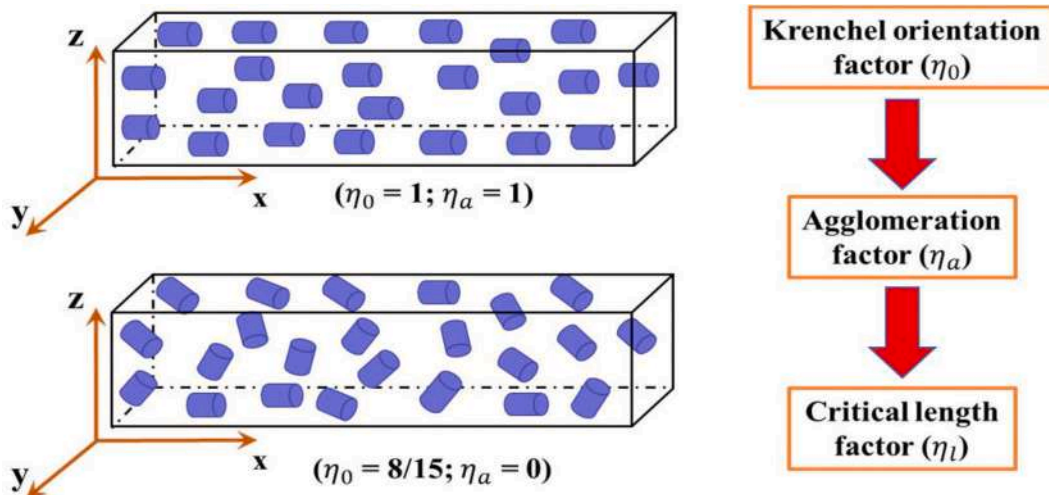 z
y
x
(η₀ = 1; ηₐ = 1)
z
y
x
(η₀ = 8/15; ηₐ = 0)
Krenchel orientation
factor (η₀)
Agglomeration
factor (ηₐ)
Critical length
factor (ηₗ)